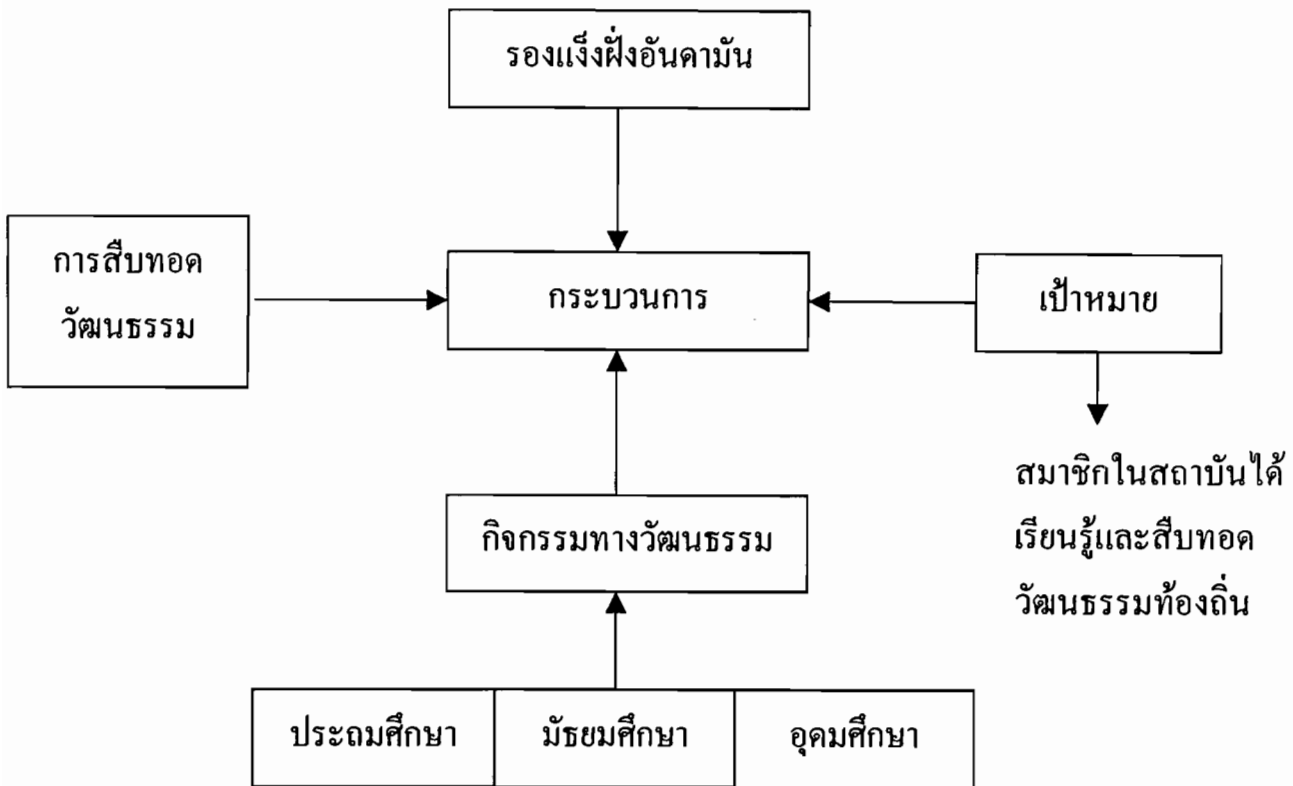 รองแง็งฝั่งอันดามัน
การสืบทอด
วัฒนธรรม
กระบวนการ
เป้าหมาย
สมาชิกในสถาบันได้
เรียนรู้และสืบทอด
วัฒนธรรมท้องถิ่น
กิจกรรมทางวัฒนธรรม
ประถมศึกษา มัธยมศึกษา อุดมศึกษา